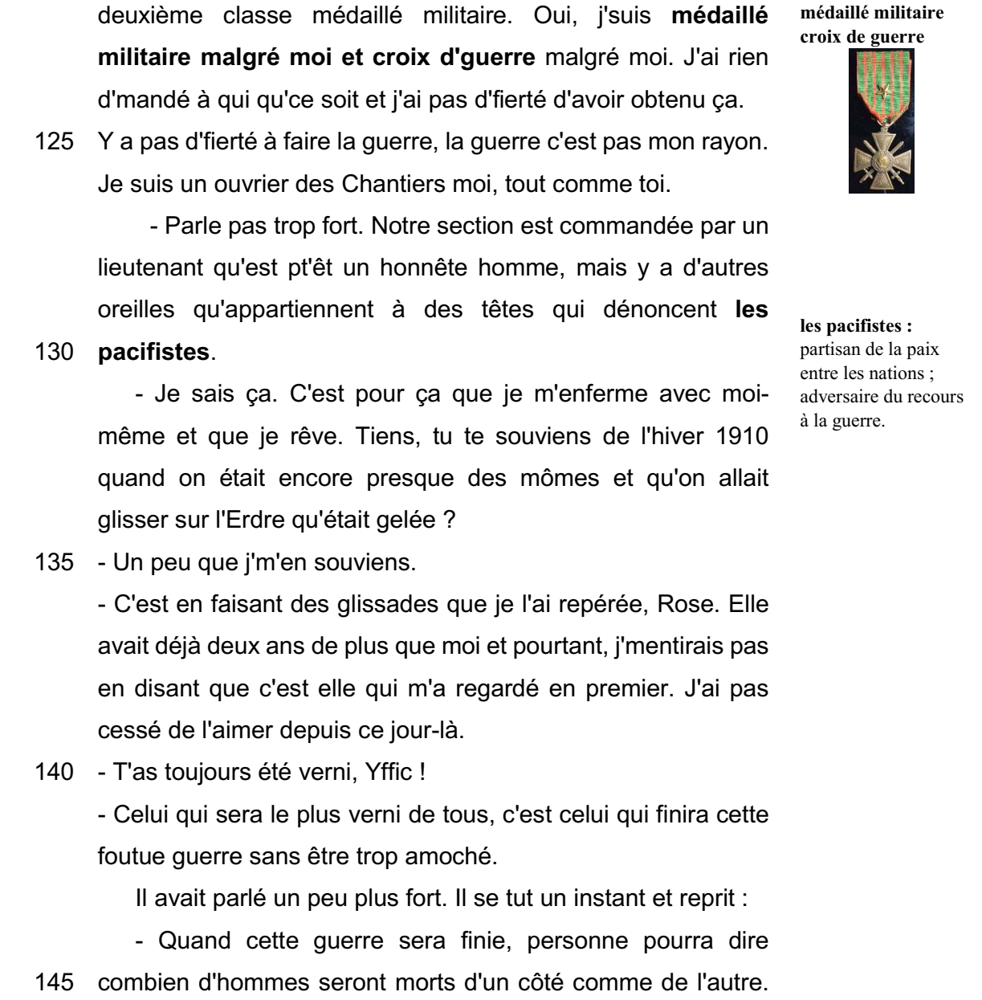 deuxième classe médaillé militaire. Oui, j'suis médaillé
militaire malgré moi et croix d'guerre malgré moi. J'ai rien
d'mandé à qui qu'ce soit et j'ai pas d'fierté d'avoir obtenu ça.
125 Y a pas d'fierté à faire la guerre, la guerre c'est pas mon rayon.
Je suis un ouvrier des Chantiers moi, tout comme toi.
- Parle pas trop fort. Notre section est commandée par un
lieutenant qu'est pt'êt un honnête homme, mais y a d'autres
oreilles qu'appartiennent à des têtes qui dénoncent les
130 pacifistes.
- Je sais ça. C'est pour ça que je m'enferme avec moi-
même et que je rêve. Tiens, tu te souviens de l'hiver 1910
quand on était encore presque des mômes et qu'on allait
glisser sur l'Erdre qu'était gelée ?
135 - Un peu que j'm'en souviens.
- C'est en faisant des glissades que je l'ai repérée, Rose. Elle
avait déjà deux ans de plus que moi et pourtant, j'mentirais pas
en disant que c'est elle qui m'a regardé en premier. J'ai pas
cessé de l'aimer depuis ce jour-là.
140 - T'as toujours été verni, Yffic !
- Celui qui sera le plus verni de tous, c'est celui qui finira cette
foutue guerre sans être trop amoché.
Il avait parlé un peu plus fort. Il se tut un instant et reprit :
- Quand cette guerre sera finie, personne pourra dire
145 combien d'hommes seront morts d'un côté comme de l'autre.
médaillé militaire
croix de guerre
les pacifistes :
partisan de la paix
entre les nations ;
adversaire du recours
à la guerre.